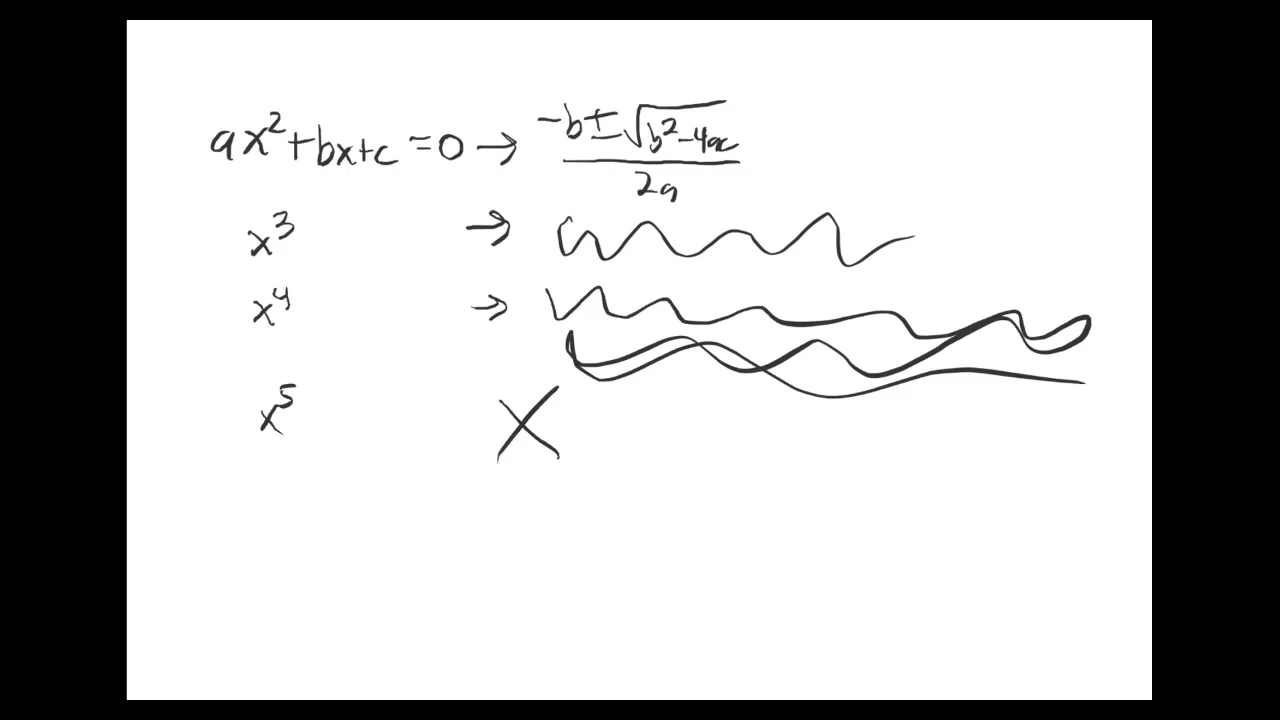 ax²+bx+c=0 → -b±√b²-4ac / 2a
x³ →
x⁴ →
x⁵ X